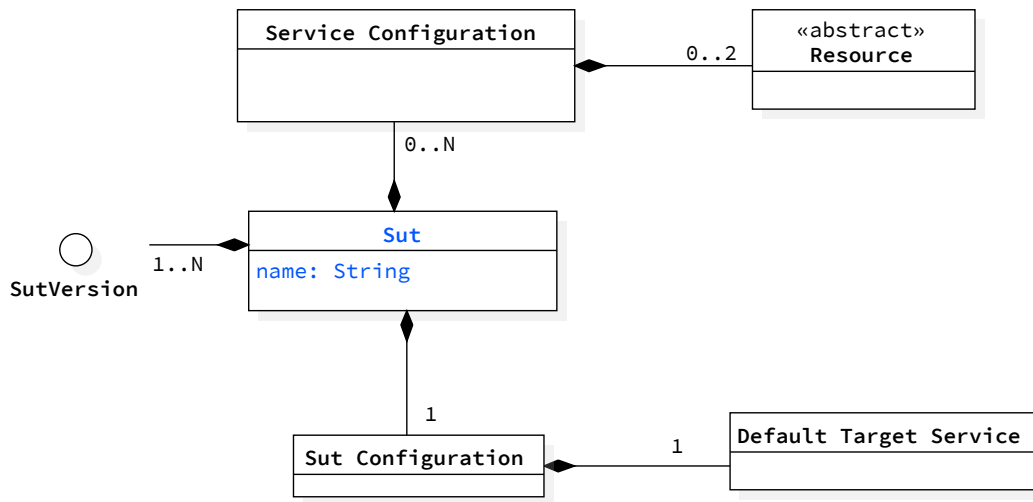 Service Configuration
«abstract»
Resource
0..2
0..N
Sut
name: String
1..N
SutVersion
1
Sut Configuration
1
Default Target Service